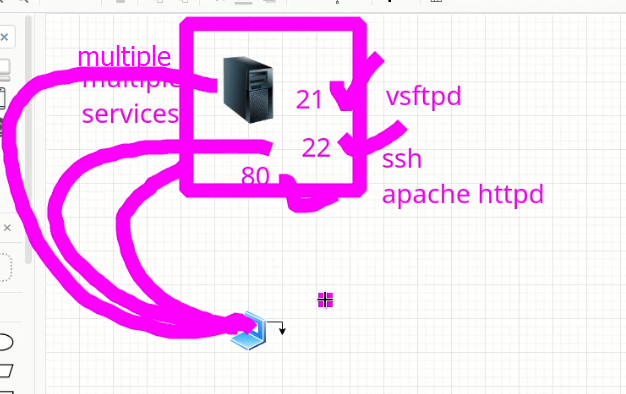 multiple
multiple
services
21
vsftpd
22
ssh
80
apache httpd